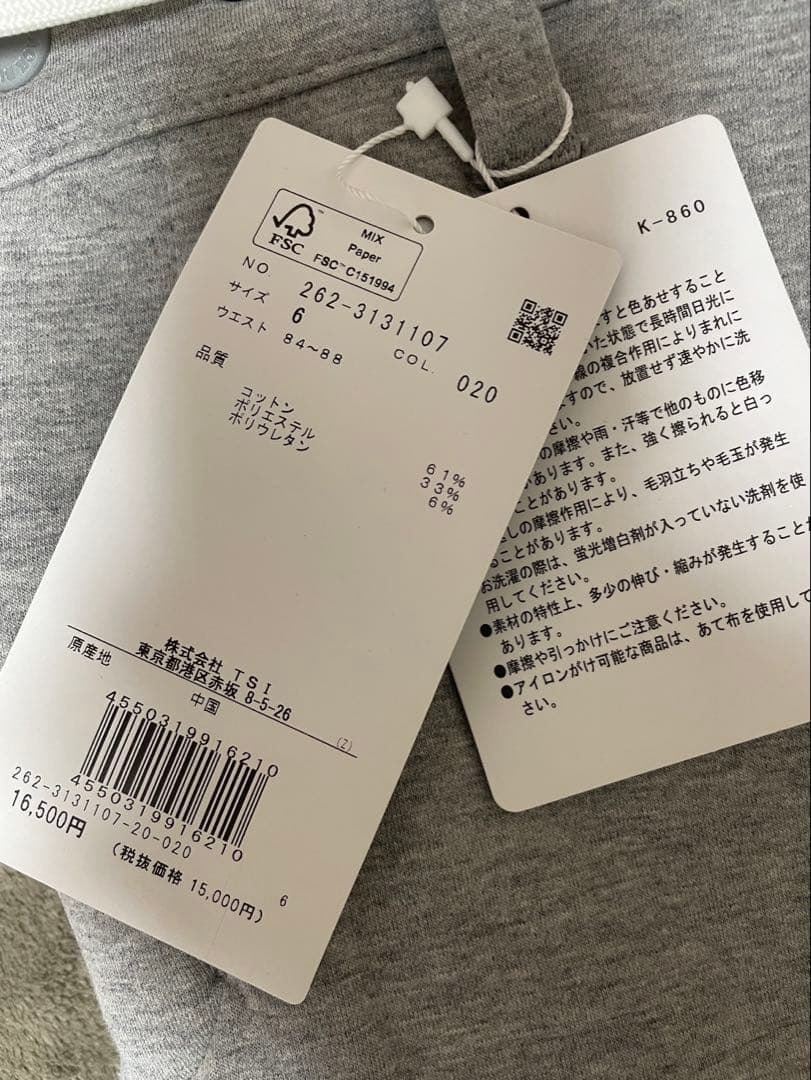 FSC™
MIX
Paper
FSC™ C151994
NO. 262-3131107
サイズ 6 COL. 020
ウエスト 84～88
品質
コットン 61%
ポリエステル 33%
ポリウレタン 6%
株式会社 TSI
東京都港区赤坂 8-5-26
原産地 中国
(Z)
4550319916210
4550319916210
262-3131107-20-020
16,500円
(税抜価格 15,000円)
6
K-860
すと色あせすること
た状態で長時間日光に
線の複合作用によりまれに
すので、放置せず速やかに洗
さい。
の摩擦や雨・汗等で他のものに色移
があります。また、強く擦られると白っ
ことがあります。
しの摩擦作用により、毛羽立ちや毛玉が発生
ることがあります。
お洗濯の際は、蛍光増白剤が入っていない洗剤を使
用してください。
●素材の特性上、多少の伸び・縮みが発生することが
あります。
●摩擦や引っかけにご注意ください。
●アイロンがけ可能な商品は、あて布を使用して
さい。